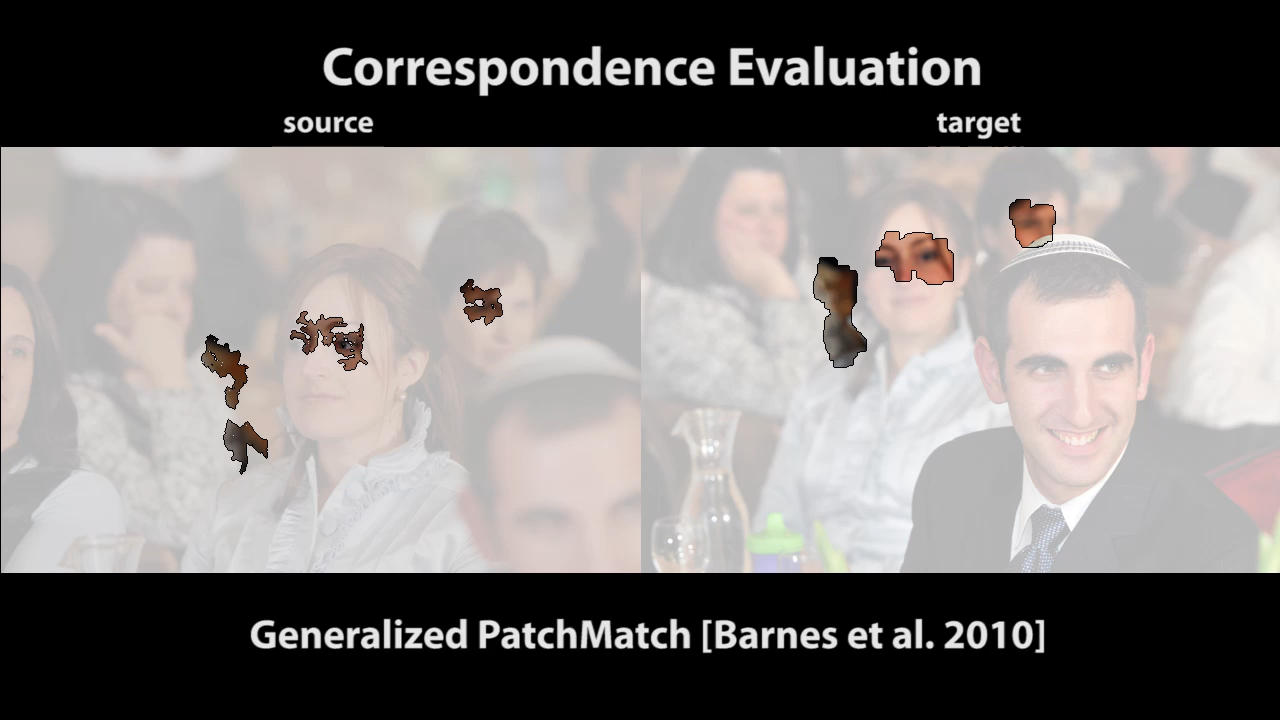 Correspondence Evaluation
source
target
Generalized PatchMatch [Barnes et al. 2010]